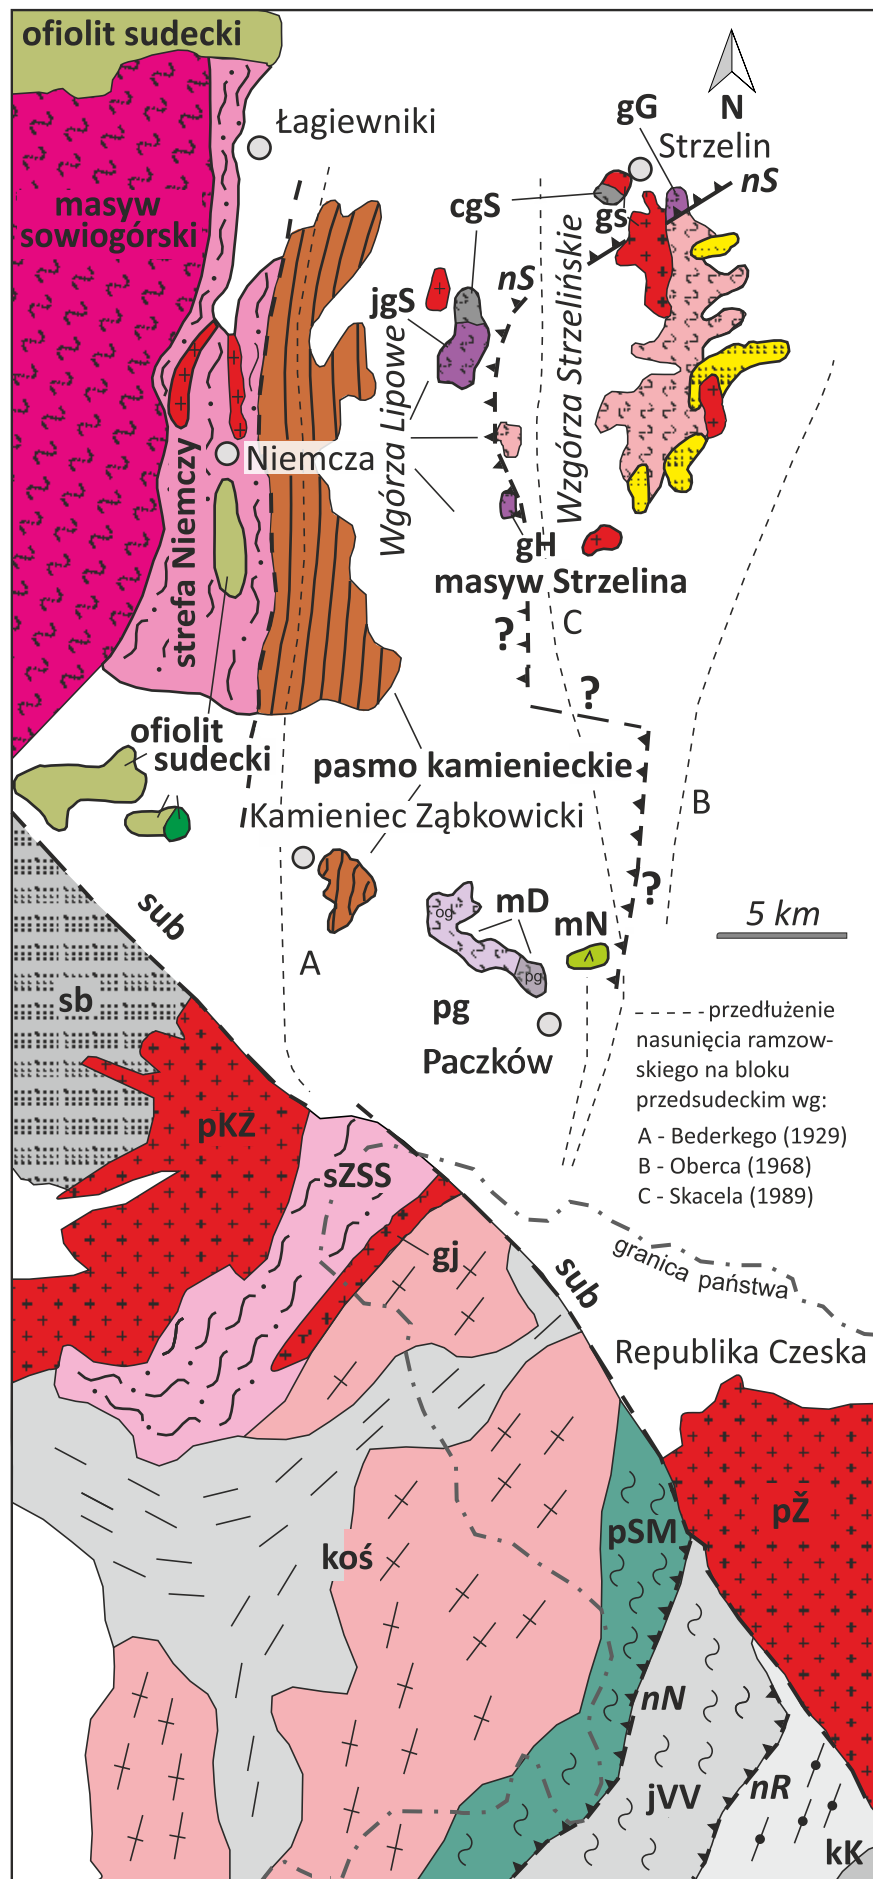 ofiolit sudecki
Łagiewniki
N
gG
Strzelin
nS
masyw
sowiogórski
cgS
gs
nS
jgS
Wgórza Lipowe
Wzgórza Strzelińskie
strefa Niemczy
Niemcza
gH
masyw Strzelina
?
C
?
ofiolit
sudecki
pasmo kamienieckie
B
Kamieniec Ząbkowicki
?
sub
og
mD
mN
5 km
A
pg
sb
pg
Paczków
przedłużenie
nasunięcia ramzow-
skiego na bloku
przedsudeckim wg:
A - Bederkego (1929)
B - Oberca (1968)
C - Skacela (1989)
pKZ
sZSS
gj
sub
granica państwa
Republika Czeska
pŽ
pSM
koś
nN
jVV
nR
kK